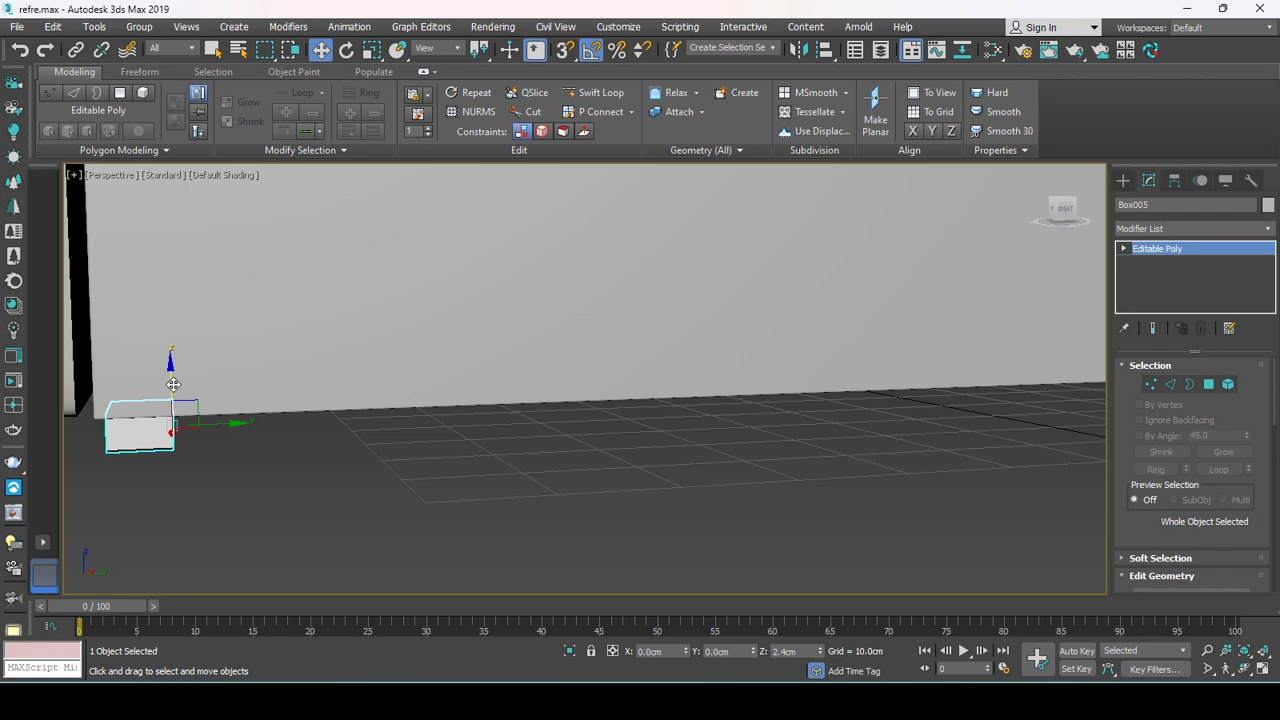 refre.max - Autodesk 3ds Max 2019
File Edit Tools Group Views Create Modifiers Animation Graph Editors Rendering Civil View Customize Scripting Interactive Content Arnold Help Sign In Workspaces: Default
All View Create Selection Se
Modeling Freeform Selection Object Paint Populate
Grow Loop Ring Repeat QSlice Swift Loop Relax Create MSmooth To View Hard
Editable Poly Shrink NURMS Cut P Connect Attach Tessellate Make Planar To Grid Smooth
1 Constraints: Use Displac... X Y Z Smooth 30
Polygon Modeling Modify Selection Edit Geometry (All) Subdivision Align Properties
[+] [Perspective ] [Standard ] [Default Shading ]
RIGHT
Box005
Modifier List
Editable Poly
z
Selection
By Vertex
Ignore Backfacing
By Angle: 45.0
Shrink Grow
Ring Loop
Preview Selection
Off SubObj Multi
Whole Object Selected
Soft Selection
Edit Geometry
z
0 / 100
0 5 10 15 20 25 30 35 40 45 50 55 60 65 70 75 80 85 90 95 100
1 Object Selected X: 0.0cm Y: 0.0cm Z: 2.4cm Grid = 10.0cm Auto Key Selected
MAXScript Mi Click and drag to select and move objects Add Time Tag 0 Set Key Key Filters...